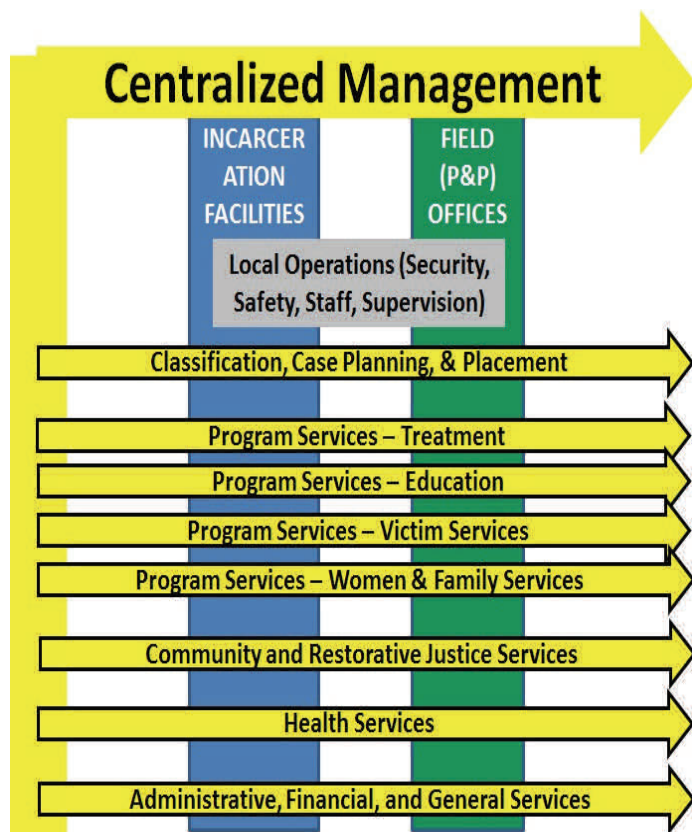 Centralized Management
INCARCER
ATION
FACILITIES
FIELD
(P&P)
OFFICES
Local Operations (Security,
Safety, Staff, Supervision)
Classification, Case Planning, & Placement
Program Services – Treatment
Program Services – Education
Program Services – Victim Services
Program Services – Women & Family Services
Community and Restorative Justice Services
Health Services
Administrative, Financial, and General Services